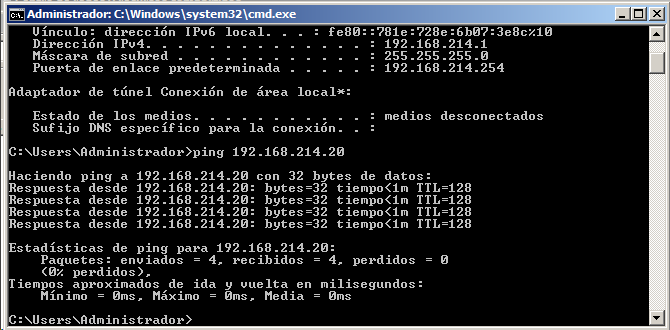 Administrador: C:\Windows\system32\cmd.exe
Vínculo: dirección IPv6 local. . . : fe80::781e:728e:6b07:3e8c%10
Dirección IPv4. . . . . . . . . . . . . . : 192.168.214.1
Máscara de subred . . . . . . . . . . . . : 255.255.255.0
Puerta de enlace predeterminada . . . . . : 192.168.214.254
Adaptador de túnel Conexión de área local*:
Estado de los medios. . . . . . . . . . . : medios desconectados
Sufijo DNS específico para la conexión. . :
C:\Users\Administrador>ping 192.168.214.20
Haciendo ping a 192.168.214.20 con 32 bytes de datos:
Respuesta desde 192.168.214.20: bytes=32 tiempo<1m TTL=128
Respuesta desde 192.168.214.20: bytes=32 tiempo<1m TTL=128
Respuesta desde 192.168.214.20: bytes=32 tiempo<1m TTL=128
Respuesta desde 192.168.214.20: bytes=32 tiempo<1m TTL=128
Estadísticas de ping para 192.168.214.20:
Paquetes: enviados = 4, recibidos = 4, perdidos = 0
(0% perdidos),
Tiempos aproximados de ida y vuelta en milisegundos:
Mínimo = 0ms, Máximo = 0ms, Media = 0ms
C:\Users\Administrador>